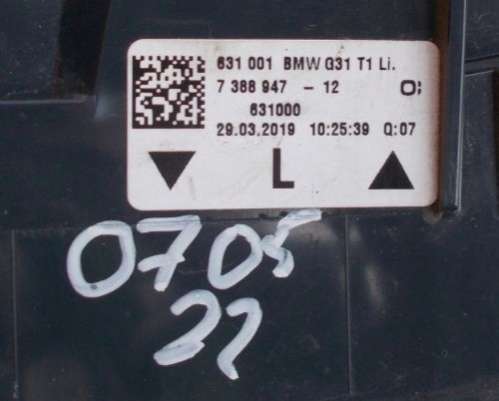 631 001 BMW G31 T1 Li.
7 388 947 - 12 O;
631000
29.03.2019 10:25:39 Q:07
L
0705
22